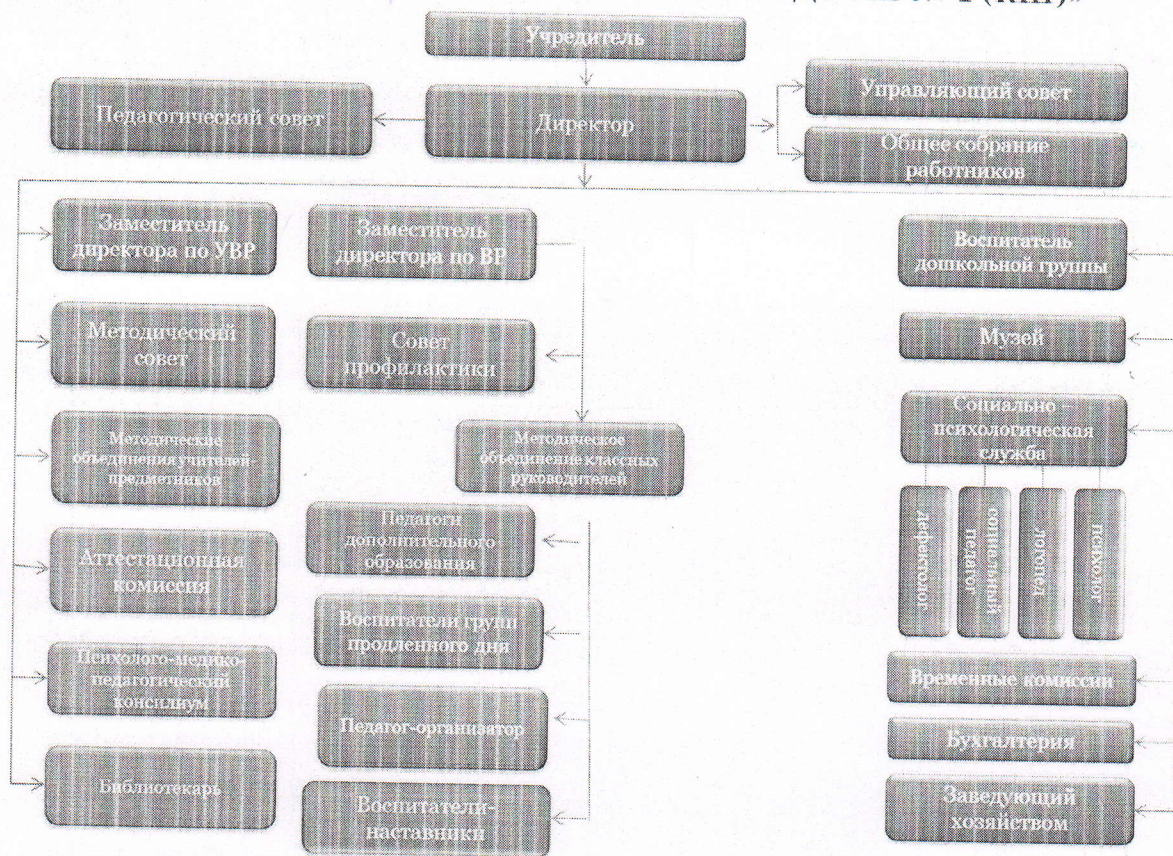 Учредитель
Педагогический совет
Директор
Управляющий совет
Общее собрание
работников
Заместитель
директора по УВР
Заместитель
директора по ВР
Воспитатель
дошкольной группы
Методический
совет
Совет
профилактики
Музей
Методические
объединения учителей-
предметников
Методическое
объединение классных
руководителей
Социально –
психологическая
служба
дефектолог
социальный
педагог
логопед
психолог
Педагоги
дополнительного
образования
Аттестационная
комиссия
Воспитатели групп
продленного дня
Психолого-медико-
педагогический
консилиум
Временные комиссии
Педагог-организатор
Бухгалтерия
Библиотекарь
Воспитатели-
наставники
Заведующий
хозяйством